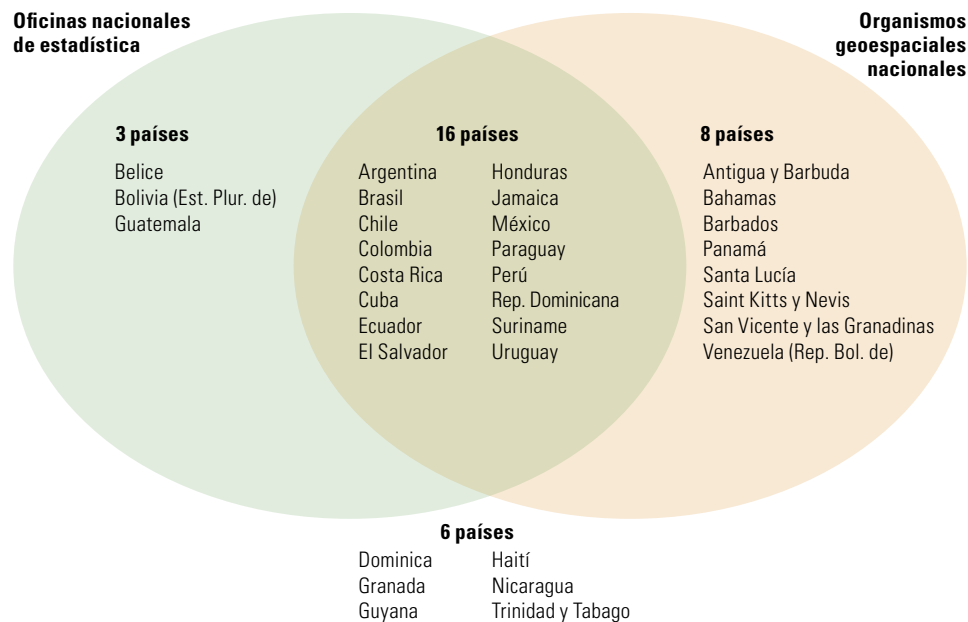 Oficinas nacionales
de estadística
Organismos
geoespaciales
nacionales
3 países
Belice
Bolivia (Est. Plur. de)
Guatemala
16 países
Argentina
Brasil
Chile
Colombia
Costa Rica
Cuba
Ecuador
El Salvador
Honduras
Jamaica
México
Paraguay
Perú
Rep. Dominicana
Suriname
Uruguay
8 países
Antigua y Barbuda
Bahamas
Barbados
Panamá
Santa Lucía
Saint Kitts y Nevis
San Vicente y las Granadinas
Venezuela (Rep. Bol. de)
6 países
Dominica
Granada
Guyana
Haití
Nicaragua
Trinidad y Tabago